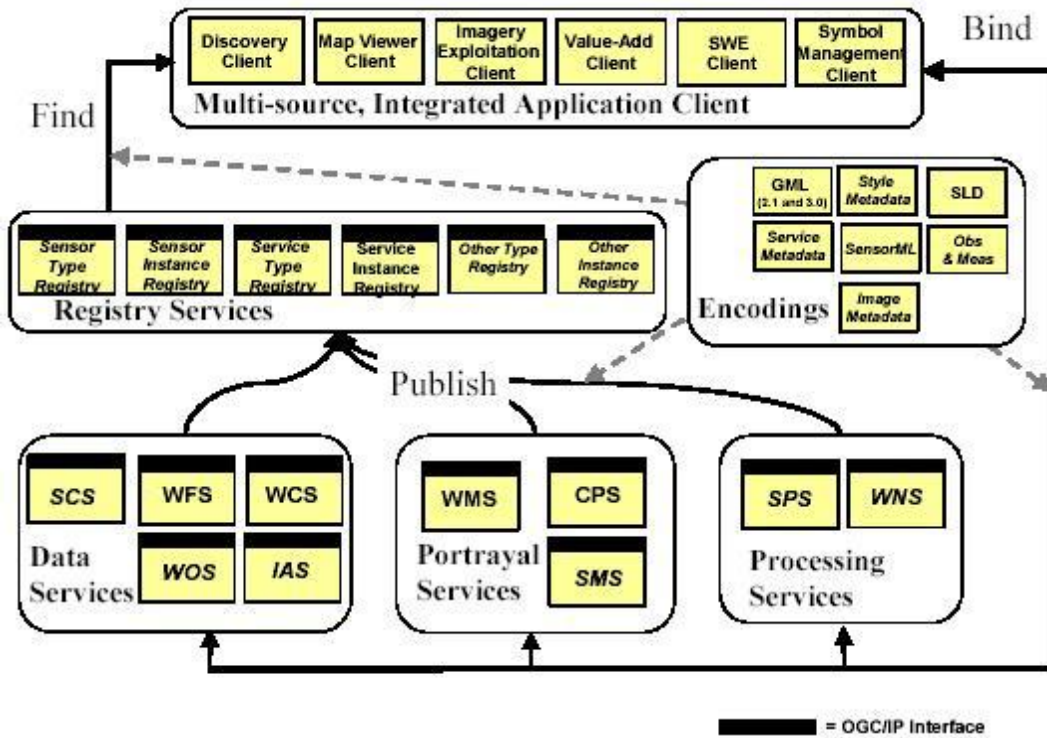 Discovery
Client
Map Viewer
Client
Imagery
Exploitation
Client
Value-Add
Client
SWE
Client
Symbol
Management
Client
Multi-source, Integrated Application Client
Bind
Find
GML
(2.1 and 3.0)
Style
Metadata
SLD
Service
Metadata
SensorML
Obs
& Meas
Image
Metadata
Encodings
Sensor
Type
Registry
Sensor
Instance
Registry
Service
Type
Registry
Service
Instance
Registry
Other Type
Registry
Other
Instance
Registry
Registry Services
Publish
SCS
WFS
WCS
WOS
IAS
Data
Services
WMS
CPS
SMS
Portrayal
Services
SPS
WNS
Processing
Services
= OGC/IP Interface